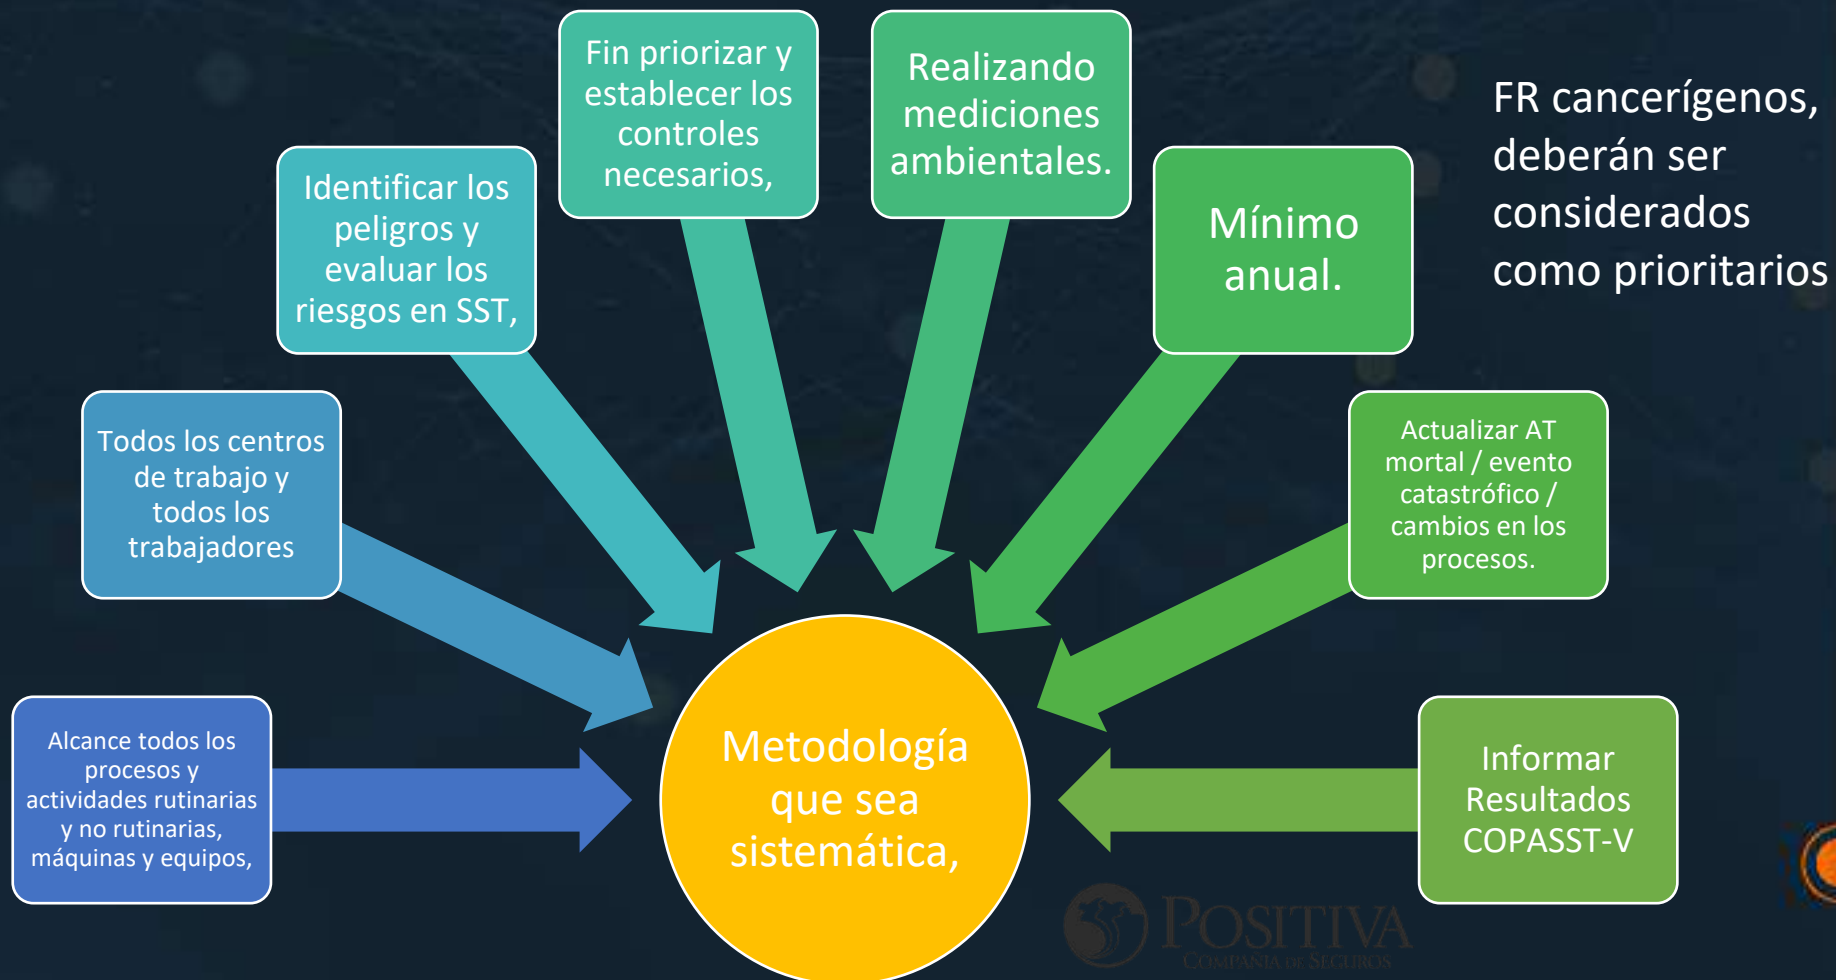 Alcance todos los
procesos y
actividades rutinarias
y no rutinarias,
máquinas y equipos,
Todos los centros
de trabajo y
todos los
trabajadores
Identificar los
peligros y
evaluar los
riesgos en SST,
Fin priorizar y
establecer los
controles
necesarios,
Realizando
mediciones
ambientales.
Mínimo
anual.
Actualizar AT
mortal / evento
catastrófico /
cambios en los
procesos.
Informar
Resultados
COPASST-V
Metodología
que sea
sistemática,
FR cancerígenos,
deberán ser
considerados
como prioritarios
POSITIVA
COMPAÑÍA DE SEGUROS